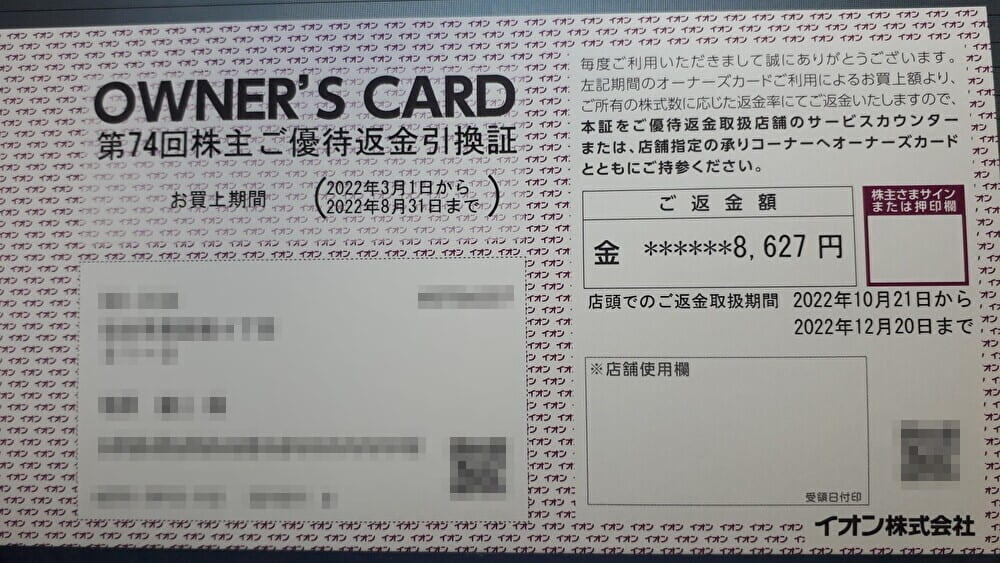 OWNER'S CARD
第74回株主ご優待返金引換証
お買上期間
(2022年3月1日から
2022年8月31日まで)
毎度ご利用いただきまして誠にありがとうございます。
左記期間のオーナーズカードご利用によるお買上額より、
ご所有の株式数に応じた返金率にてご返金いたしますので、
本証をご優待返金取扱店舗のサービスカウンター
または、店舗指定の承りコーナーへオーナーズカード
とともにご持参ください。
ご返金額
金 ******8,627円
株主さまサイン
または押印欄
店頭でのご返金取扱期間 2022年10月21日から
2022年12月20日まで
※店舗使用欄
受領日付印
イオン株式会社